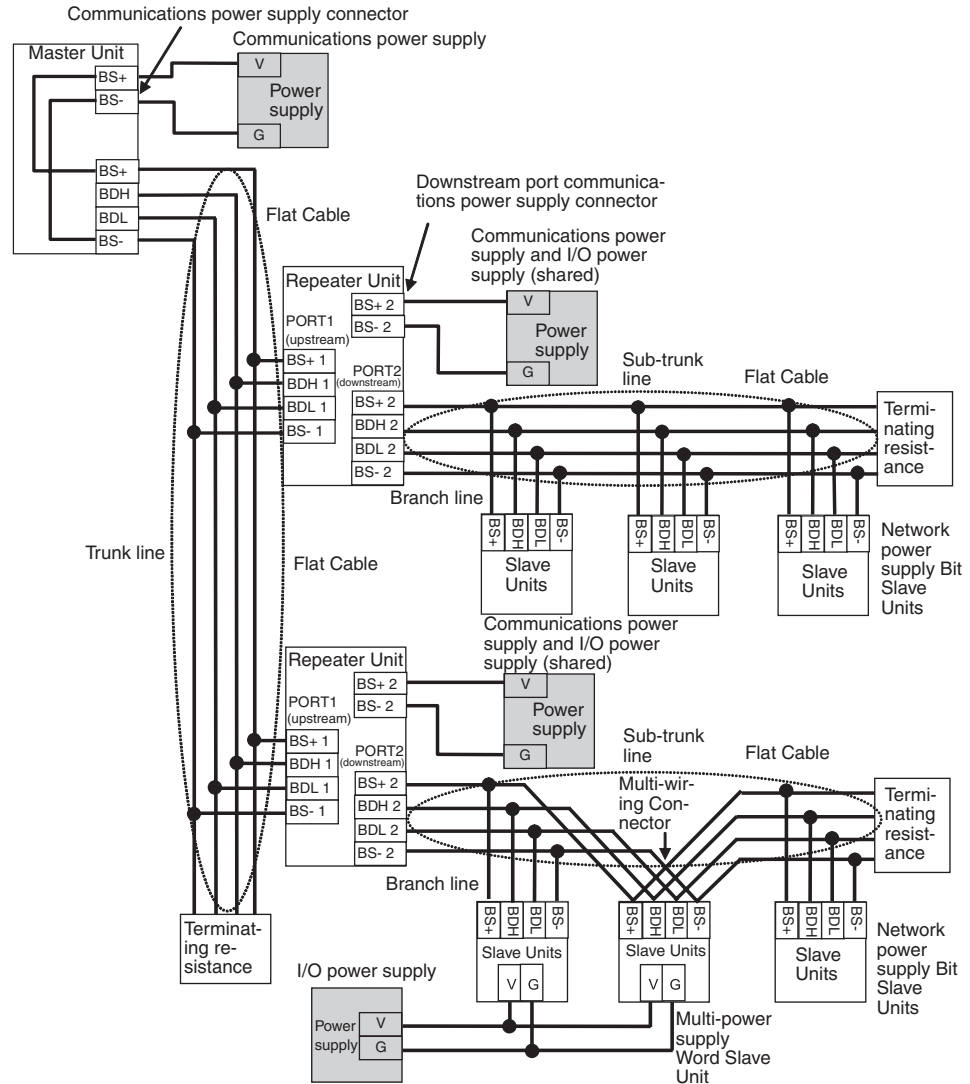 Communications power supply connector
Communications power supply
Master Unit
V
BS+
BS-
Power
supply
G
BS+
BDH
BDL
BS-
Flat Cable
Downstream port communica-
tions power supply connector
Communications power
supply and I/O power
supply (shared)
Repeater Unit
BS+ 2
BS- 2
V
Power
supply
G
PORT1
(upstream)
BS+ 1
BDH 1
BDL 1
BS- 1
PORT2
(downstream)
BS+ 2
BDH 2
BDL 2
BS- 2
Sub-trunk
line
Flat Cable
Termi-
nating
resist-
ance
Branch line
BS+
BDH
BDL
BS-
Slave
Units
BS+
BDH
BDL
BS-
Slave
Units
BS+
BDH
BDL
BS-
Slave
Units
Network
power
supply Bit
Slave
Units
Trunk line
Flat Cable
Communications power
supply and I/O power
supply (shared)
Repeater Unit
BS+ 2
BS- 2
V
Power
supply
G
PORT1
(upstream)
BS+ 1
BDH 1
BDL 1
BS- 1
PORT2
(downstream)
BS+ 2
BDH 2
BDL 2
BS- 2
Sub-trunk
line
Flat Cable
Multi-wir-
ing Con-
nector
Termi-
nating
resist-
ance
Branch line
BS+
BDH
BDL
BS-
Slave Units
V
G
BS+
BDH
BDL
BS-
Slave Units
V
G
BS+
BDH
BDL
BS-
Slave
Units
Network
power
supply Bit
Slave
Units
Terminat-
ing re-
sistance
I/O power supply
Power
supply
V
G
Multi-power
supply
Word Slave
Unit